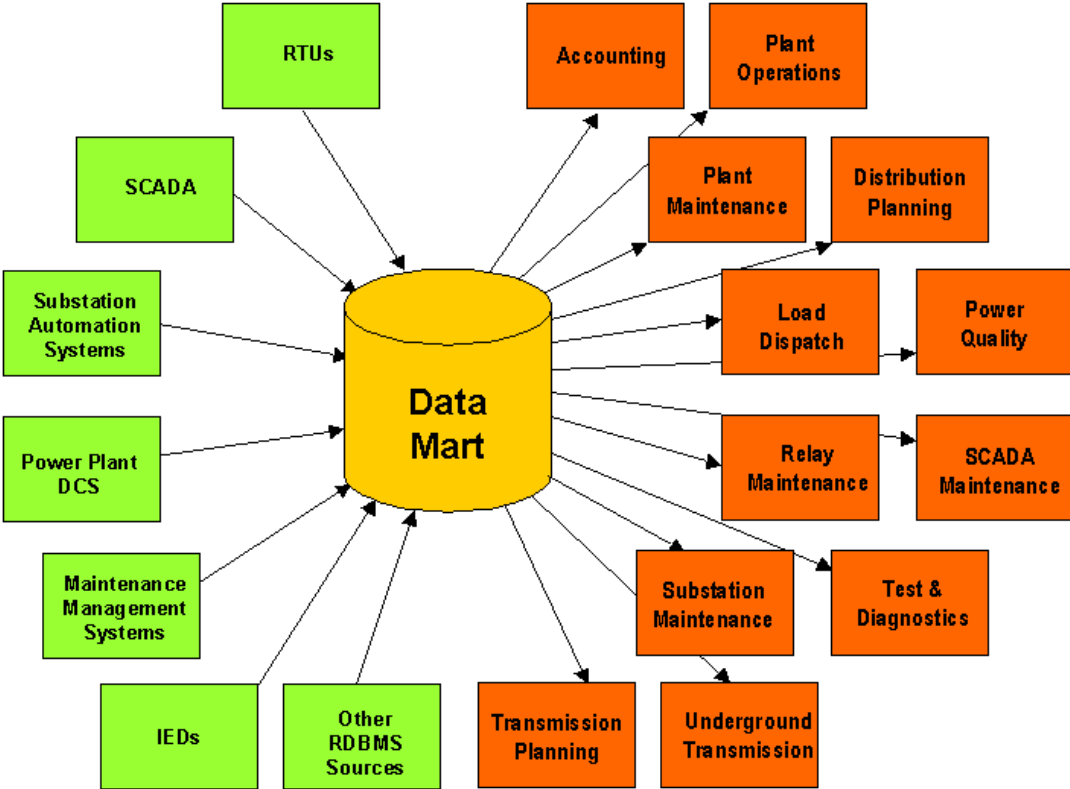 RTUs
Accounting
Plant
Operations
SCADA
Plant
Maintenance
Distribution
Planning
Substation
Automation
Systems
Load
Dispatch
Power
Quality
Data
Mart
Power Plant
DCS
Relay
Maintenance
SCADA
Maintenance
Maintenance
Management
Systems
Substation
Maintenance
Test &
Diagnostics
IEDs
Other
RDBMS
Sources
Transmission
Planning
Underground
Transmission